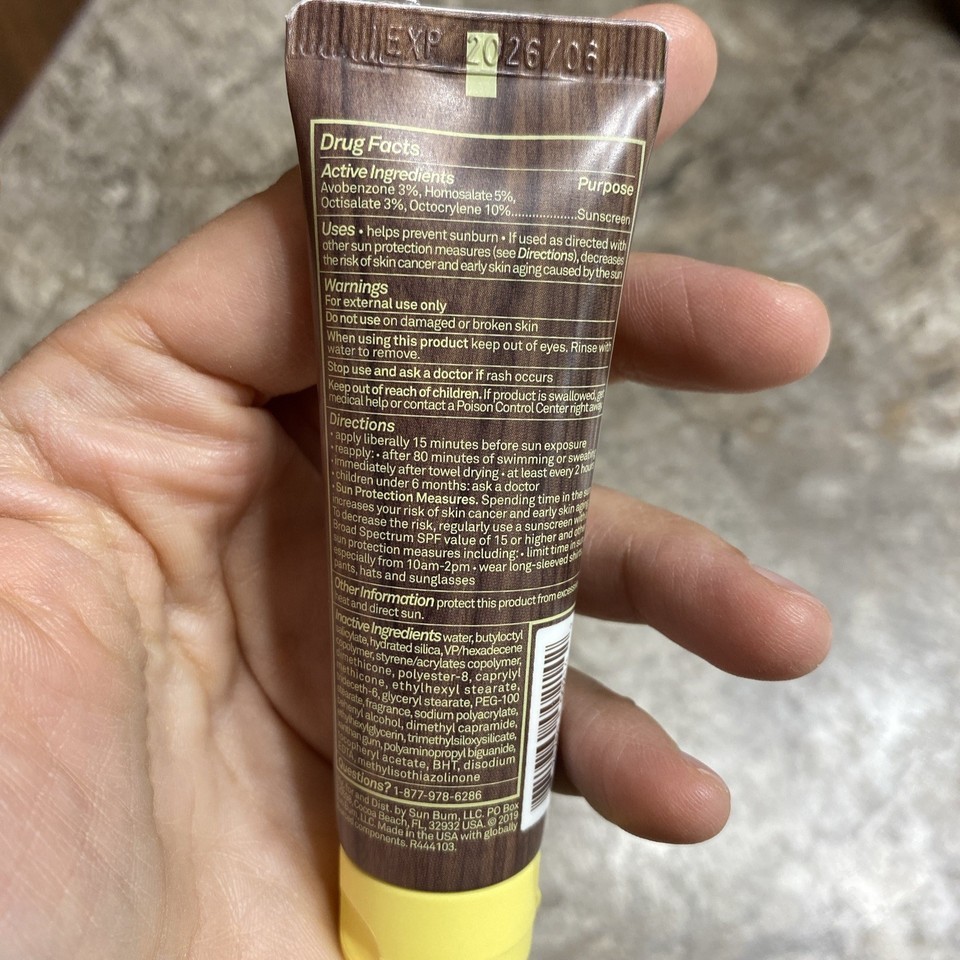 EXP 2026/06
Drug Facts
Active Ingredients Purpose
Avobenzone 3%, Homosalate 5%,
Octisalate 3%, Octocrylene 10%....................Sunscreen
Uses • helps prevent sunburn • If used as directed with
other sun protection measures (see Directions), decreases
the risk of skin cancer and early skin aging caused by the sun
Warnings
For external use only
Do not use on damaged or broken skin
When using this product keep out of eyes. Rinse with
water to remove.
Stop use and ask a doctor if rash occurs
Keep out of reach of children. If product is swallowed, get
medical help or contact a Poison Control Center right away.
Directions
• apply liberally 15 minutes before sun exposure
• reapply: • after 80 minutes of swimming or sweating
• immediately after towel drying • at least every 2 hours
• children under 6 months: ask a doctor
• Sun Protection Measures. Spending time in the sun
increases your risk of skin cancer and early skin aging.
To decrease the risk, regularly use a sunscreen with
Broad Spectrum SPF value of 15 or higher and other
sun protection measures including: • limit time in sun,
especially from 10am-2pm • wear long-sleeved shirts,
pants, hats and sunglasses
Other Information protect this product from excessive
heat and direct sun.
Inactive Ingredients water, butyloctyl
salicylate, hydrated silica, VP/hexadecene
copolymer, styrene/acrylates copolymer,
dimethicone, polyester-8, caprylyl
methicone, ethylhexyl stearate,
trideceth-6, glyceryl stearate, PEG-100
stearate, fragrance, sodium polyacrylate,
behenyl alcohol, dimethyl capramide,
ethylhexylglycerin, trimethylsiloxysilicate,
xanthan gum, polyaminopropyl biguanide,
tocopheryl acetate, BHT, disodium
EDTA, methylisothiazolinone
Questions? 1-877-978-6286
for and Dist. by Sun Bum, LLC. PO Box
Cocoa Beach, FL, 32932 USA. © 2019
LLC. Made in the USA with globally
components. R444103.